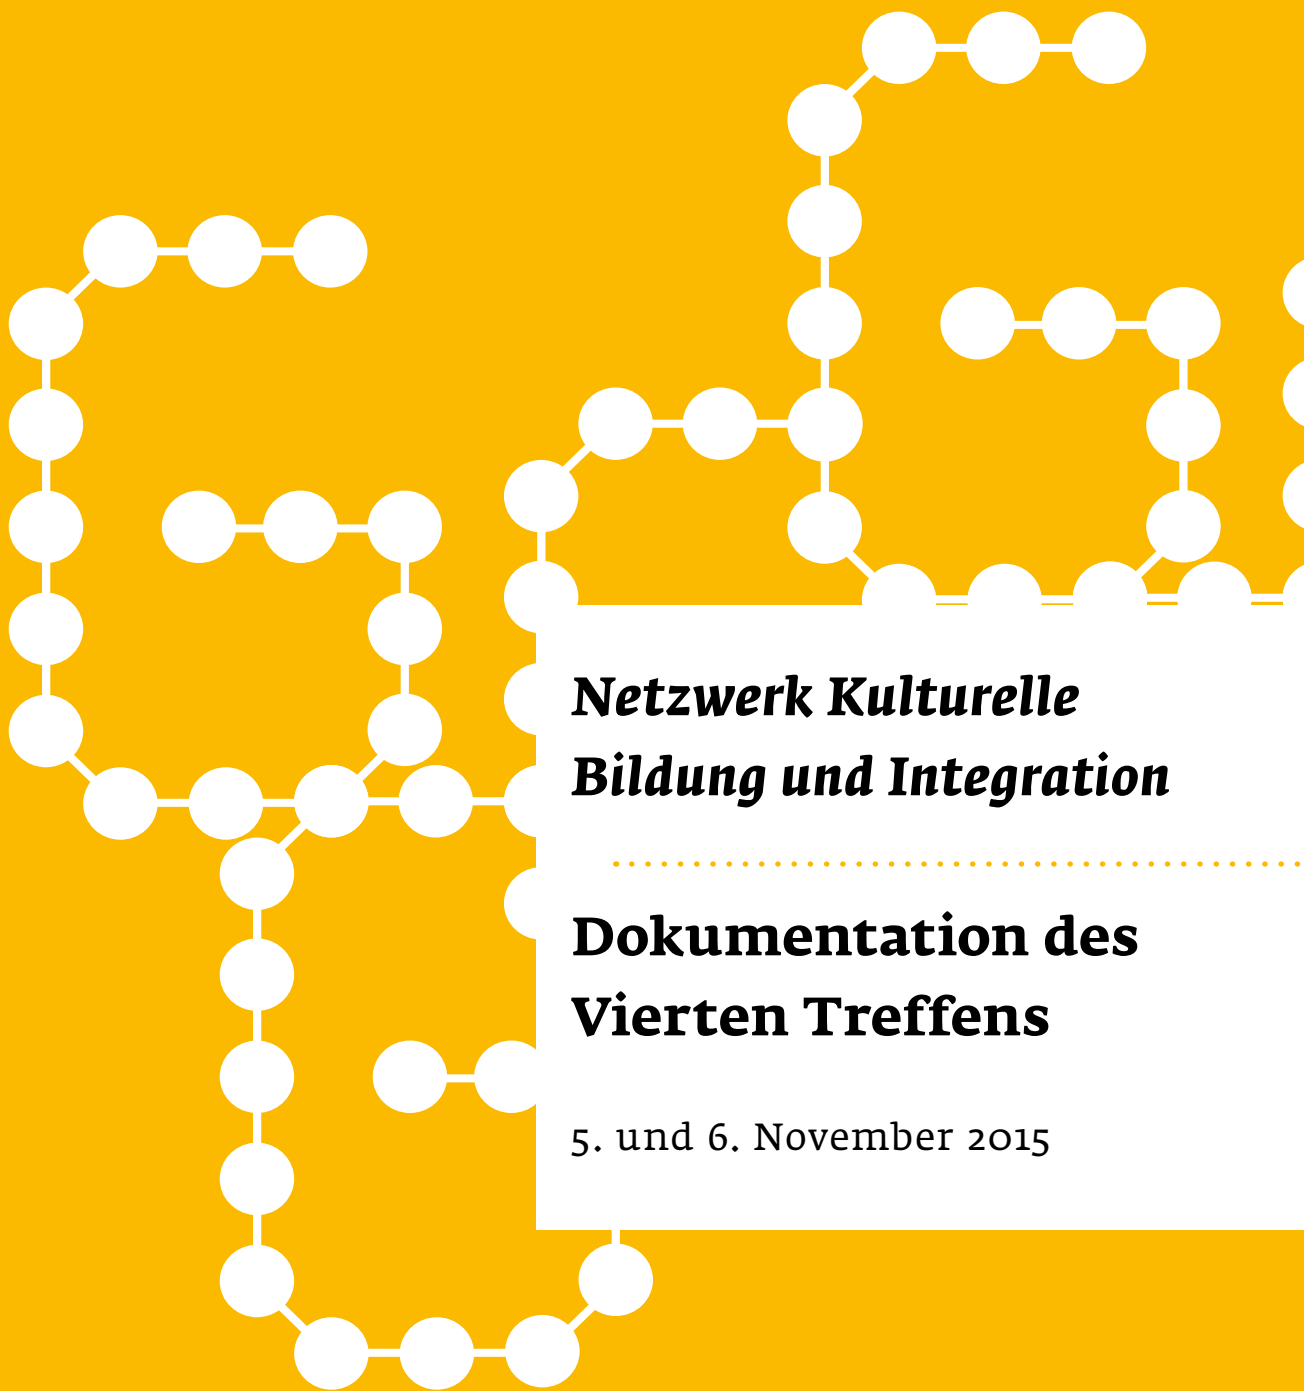 Netzwerk Kulturelle
Bildung und Integration
Dokumentation des
Vierten Treffens
5. und 6. November 2015